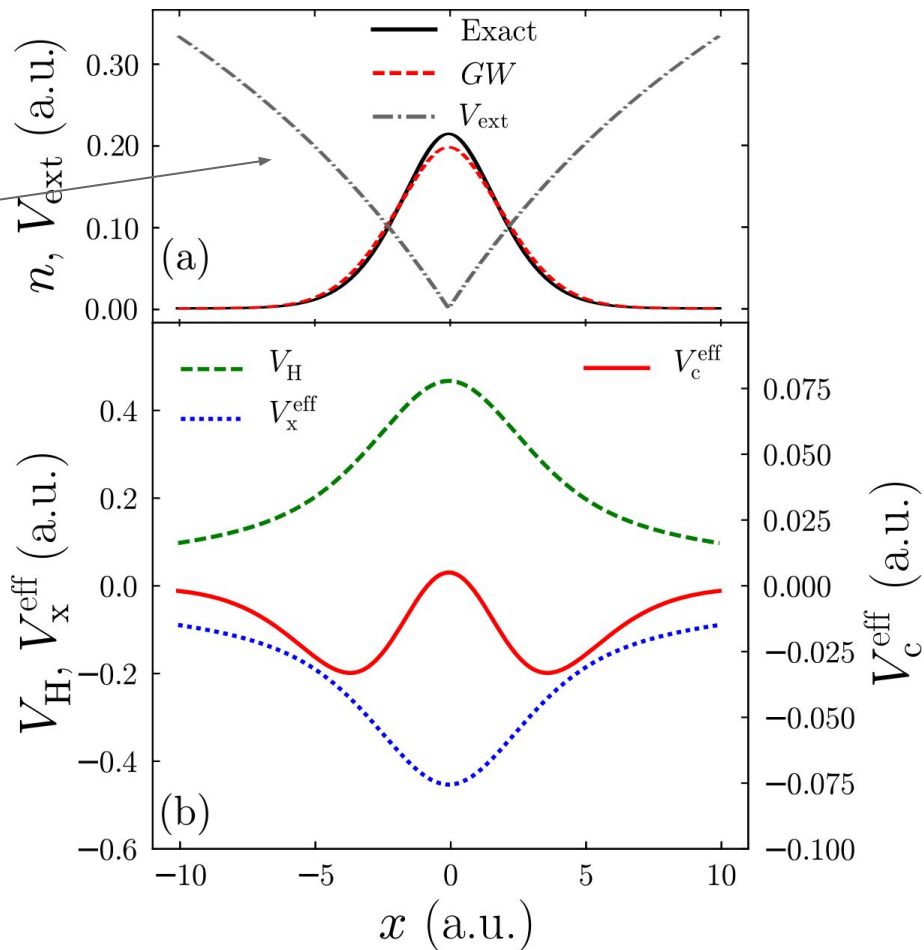 Exact
GW
V_ext
0.30
0.20
0.10
0.00
n, V_ext (a.u.)
(a)
V_H
V_x^eff
V_c^eff
0.4
0.2
0.0
−0.2
−0.4
−0.6
V_H, V_x^eff (a.u.)
0.075
0.050
0.025
0.000
−0.025
−0.050
−0.075
−0.100
V_c^eff (a.u.)
(b)
−10
−5
0
5
10
x (a.u.)